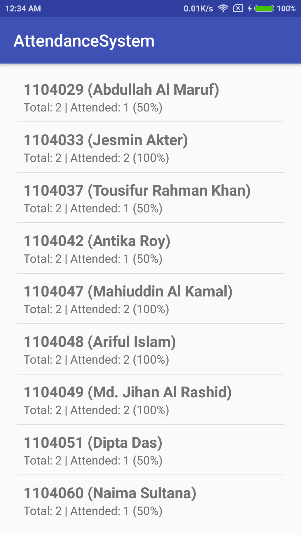 12:34 AM 0.01K/s 100%
AttendanceSystem
1104029 (Abdullah Al Maruf)
Total: 2 | Attended: 1 (50%)
1104033 (Jesmin Akter)
Total: 2 | Attended: 2 (100%)
1104037 (Tousifur Rahman Khan)
Total: 2 | Attended: 1 (50%)
1104042 (Antika Roy)
Total: 2 | Attended: 1 (50%)
1104047 (Mahiuddin Al Kamal)
Total: 2 | Attended: 2 (100%)
1104048 (Ariful Islam)
Total: 2 | Attended: 2 (100%)
1104049 (Md. Jihan Al Rashid)
Total: 2 | Attended: 2 (100%)
1104051 (Dipta Das)
Total: 2 | Attended: 1 (50%)
1104060 (Naima Sultana)
Total: 2 | Attended: 1 (50%)